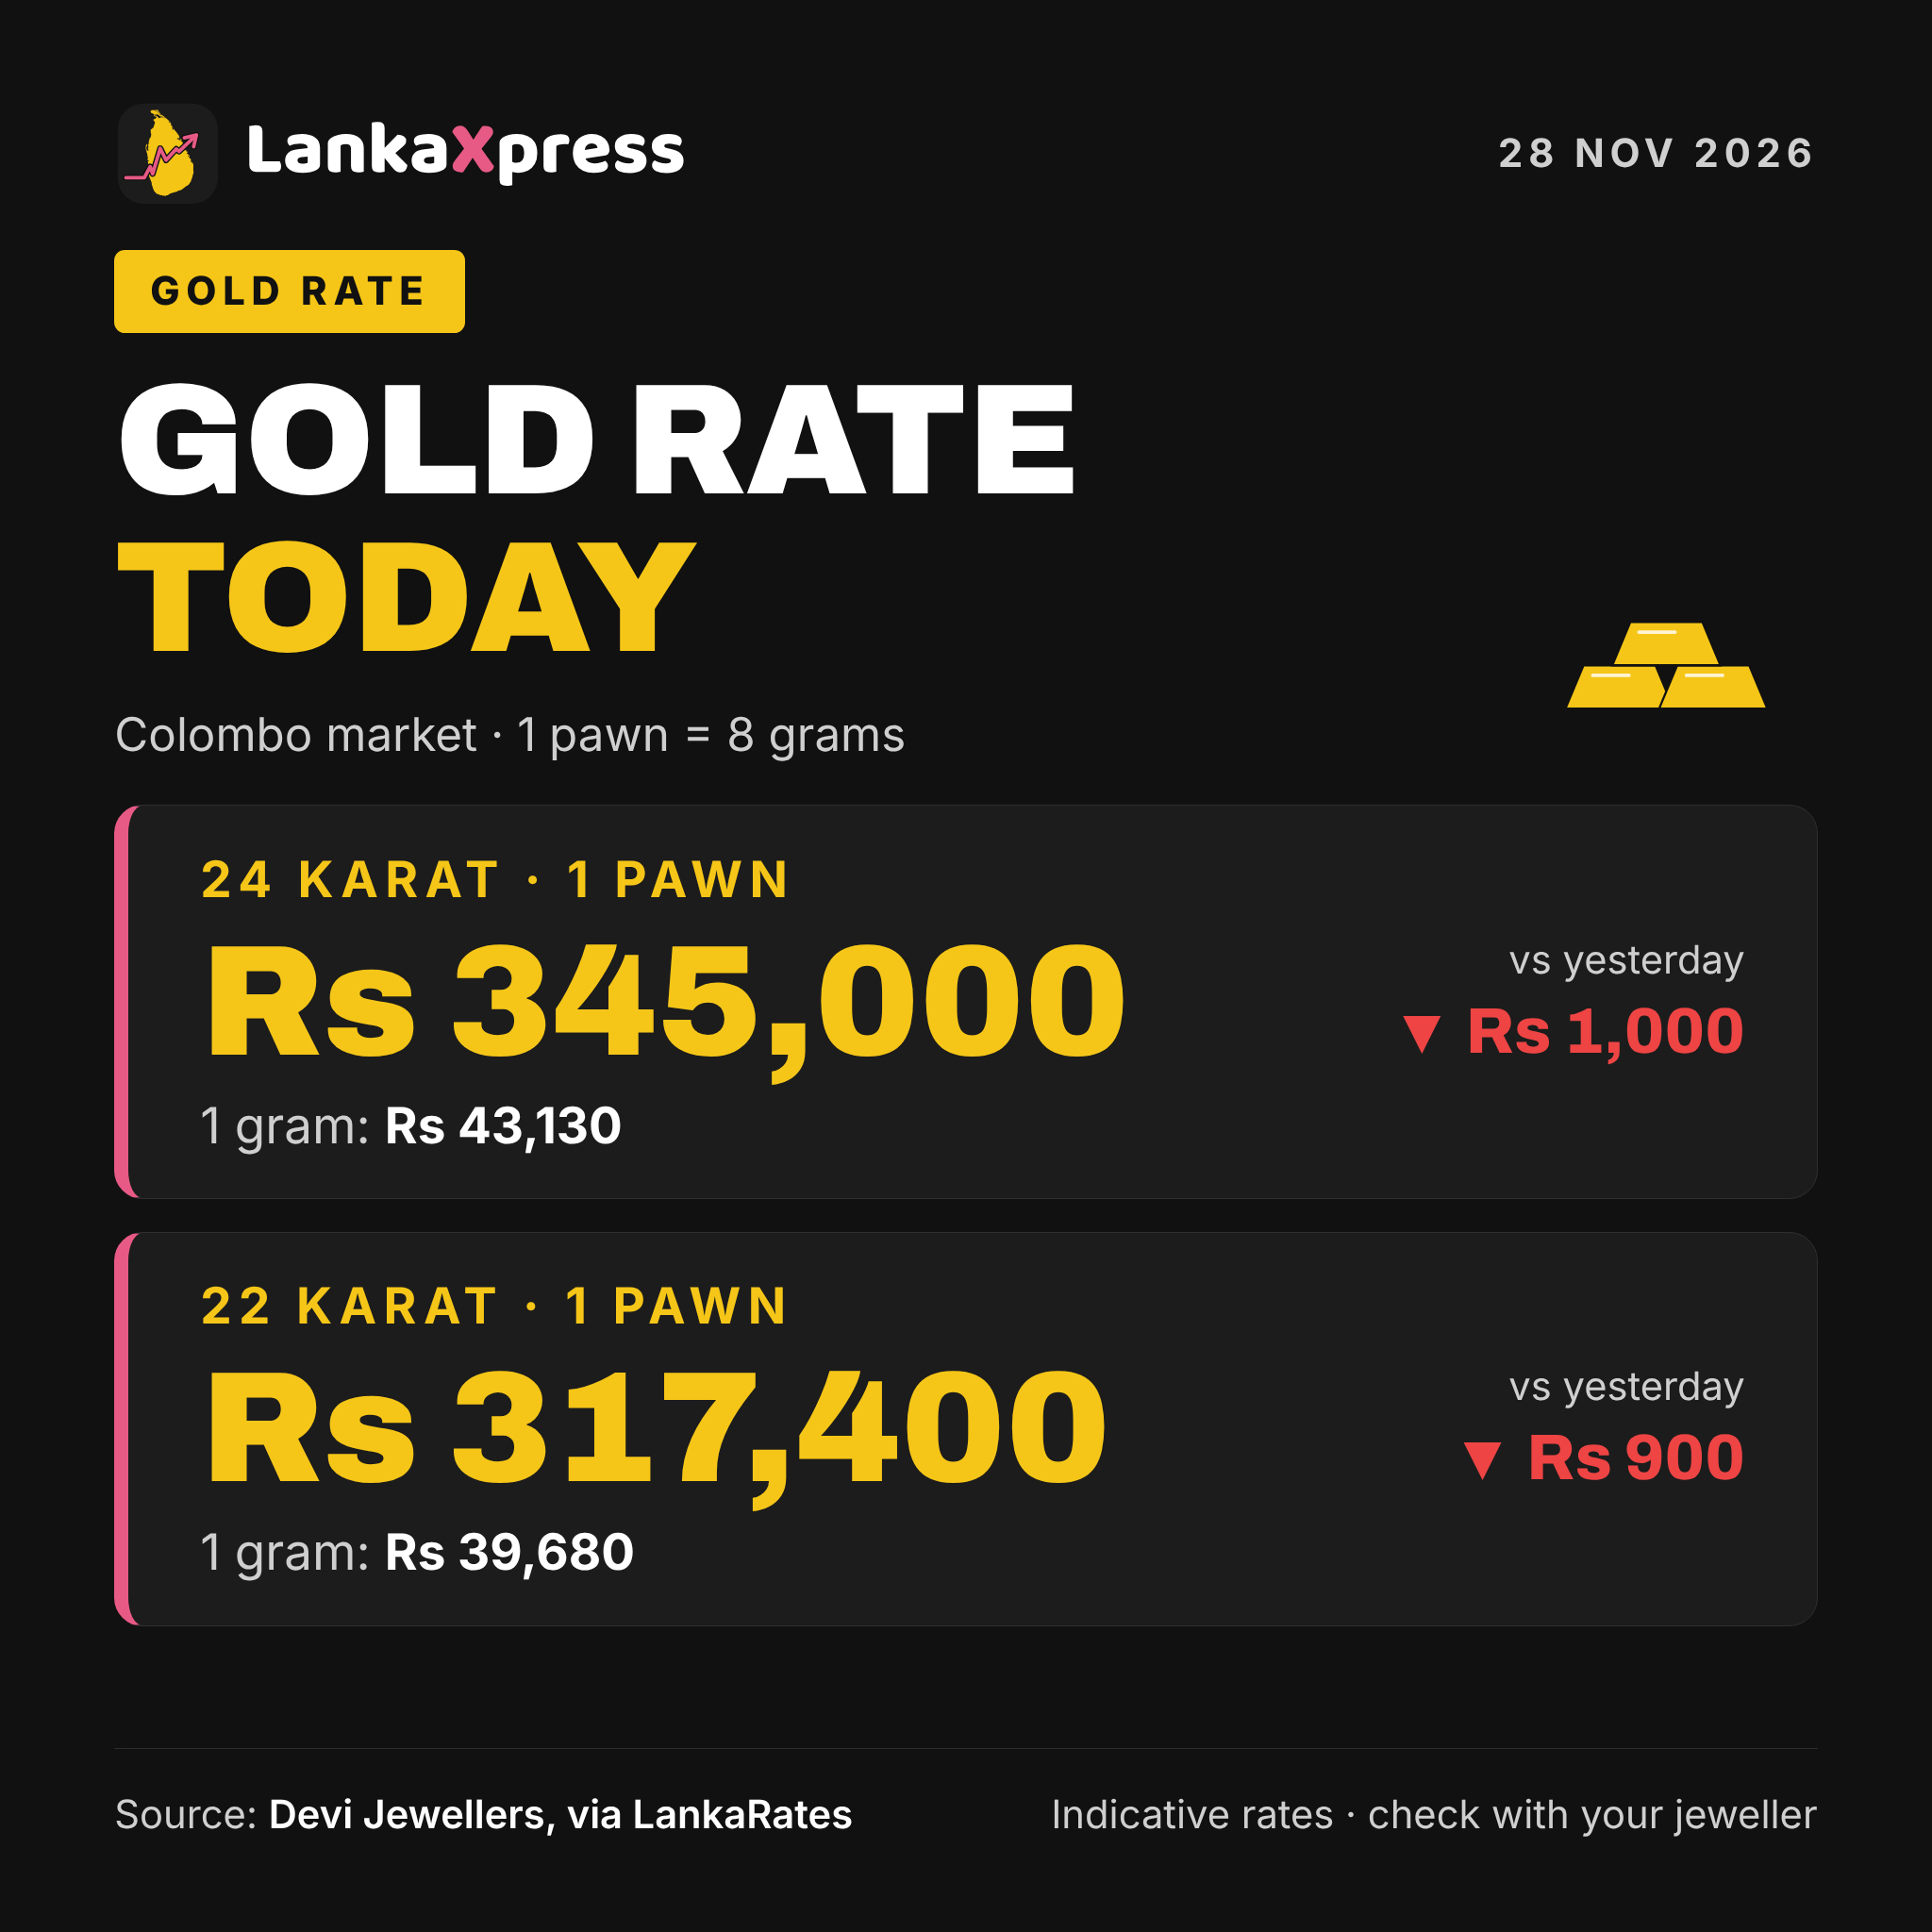 LankaXpress
28 NOV 2026
GOLD RATE
GOLD RATE
TODAY
Colombo market · 1 pawn = 8 grams
24 KARAT · 1 PAWN
Rs 345,000
vs yesterday
▼ Rs 1,000
1 gram: Rs 43,130
22 KARAT · 1 PAWN
Rs 317,400
vs yesterday
▼ Rs 900
1 gram: Rs 39,680
Source: Devi Jewellers, via LankaRates
Indicative rates · check with your jeweller